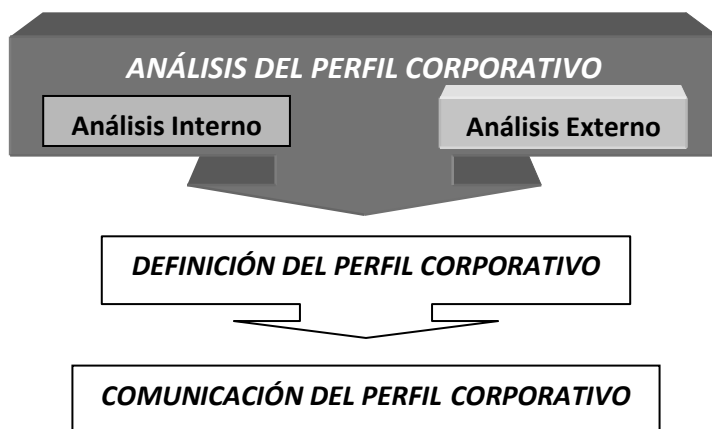 ANÁLISIS DEL PERFIL CORPORATIVO
Análisis Interno
Análisis Externo
DEFINICIÓN DEL PERFIL CORPORATIVO
COMUNICACIÓN DEL PERFIL CORPORATIVO